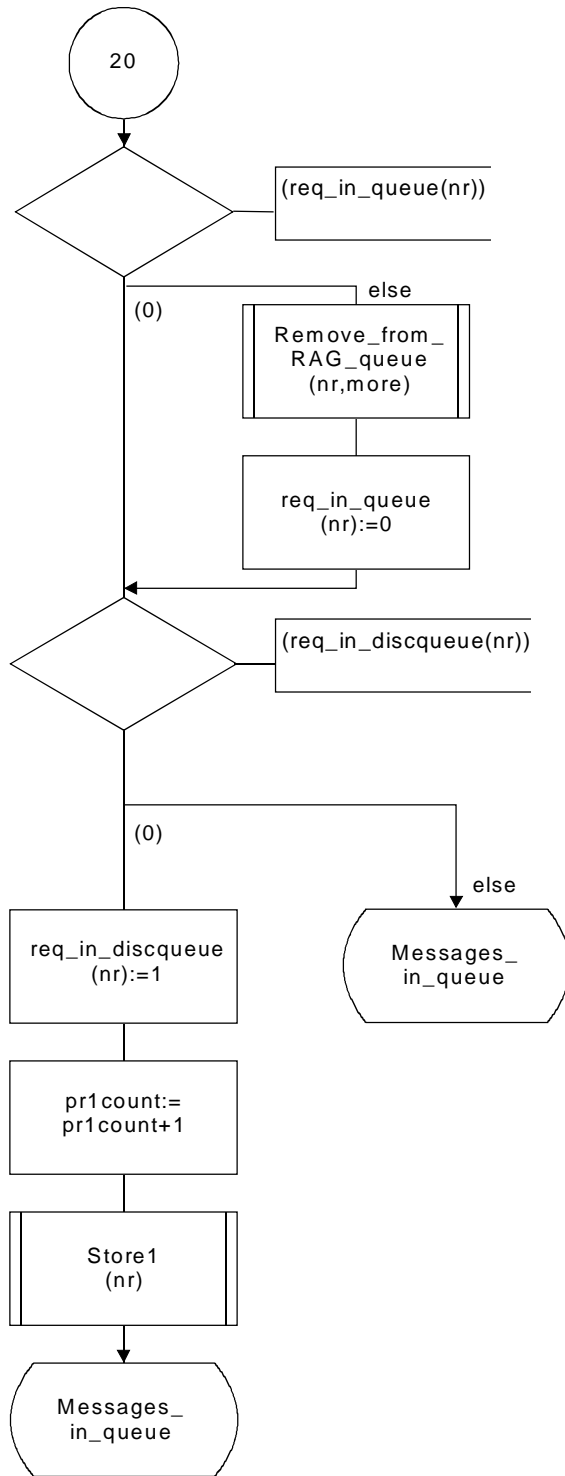 20
(req_in_queue(nr))
(0)
else
Remove_from_
RAG_queue
(nr,more)
req_in_queue
(nr):=0
(req_in_discqueue(nr))
(0)
else
req_in_discqueue
(nr):=1
Messages_
in_queue
pr1count:=
pr1count+1
Store1
(nr)
Messages_
in_queue